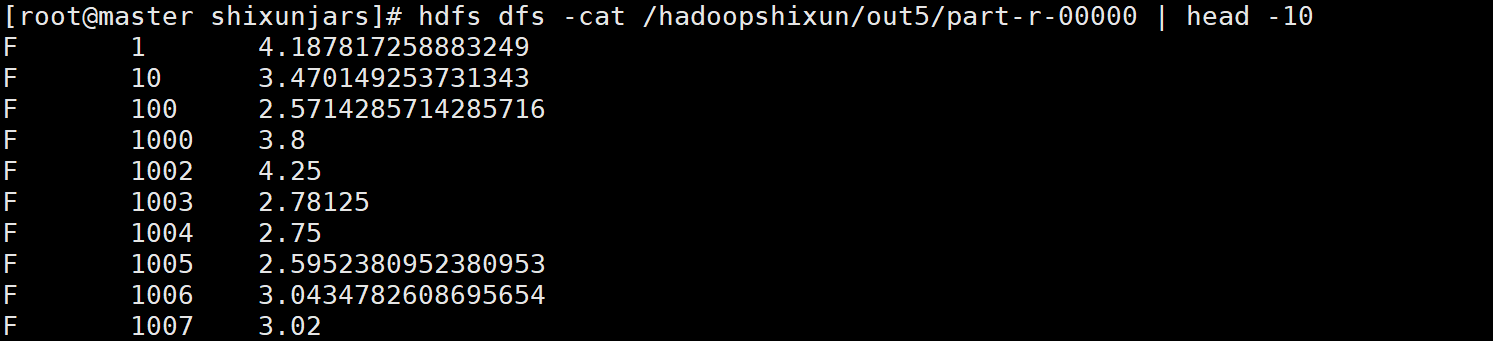 [root@master shixunjars]# hdfs dfs -cat /hadoopshixun/out5/part-r-00000 | head -10
F	1	4.187817258883249
F	10	3.470149253731343
F	100	2.5714285714285716
F	1000	3.8
F	1002	4.25
F	1003	2.78125
F	1004	2.75
F	1005	2.5952380952380953
F	1006	3.0434782608695654
F	1007	3.02